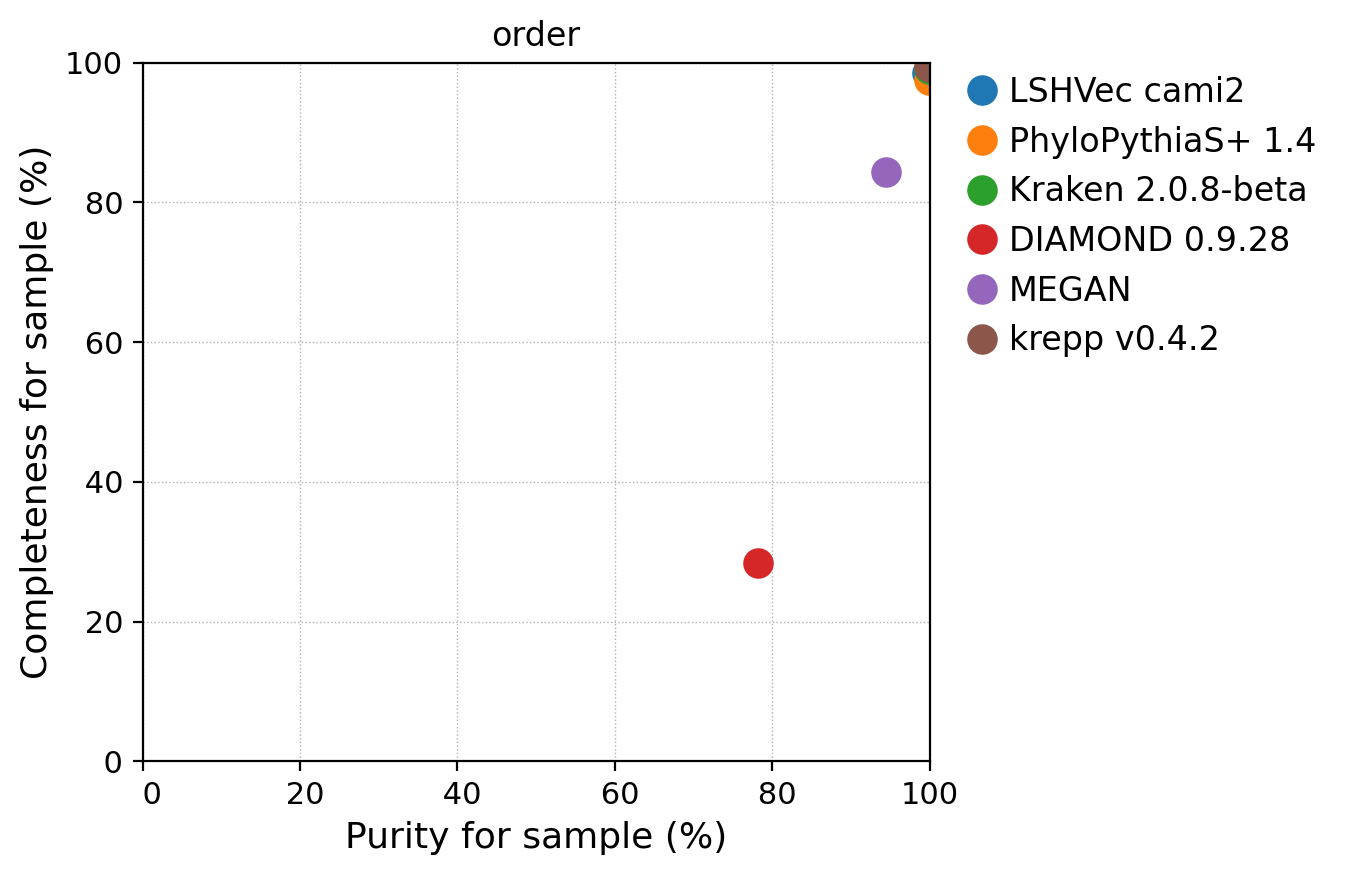 order
100
80
60
40
20
0
Completeness for sample (%)
0 20 40 60 80 100
Purity for sample (%)
LSHVec cami2
PhyloPythiaS+ 1.4
Kraken 2.0.8-beta
DIAMOND 0.9.28
MEGAN
krepp v0.4.2